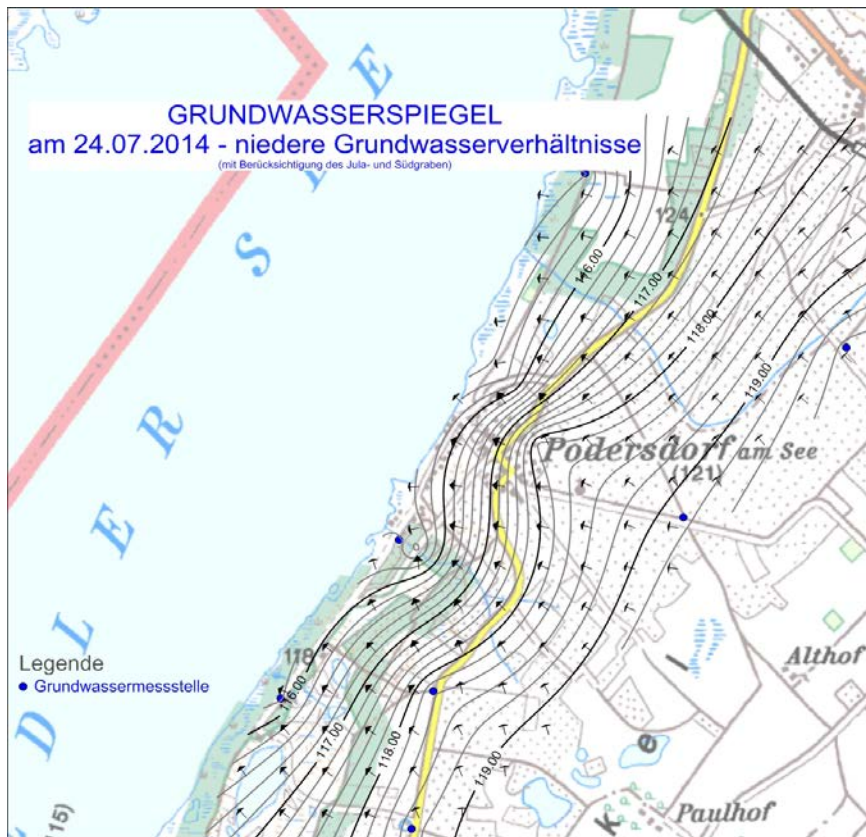 GRUNDWASSERSPIEGEL
am 24.07.2014 - niedere Grundwasserverhältnisse
(mit Berücksichtigung des Jula- und Südgraben)
S E E
D L E R
124
116.00
117.00
118.00
119.00
Podersdorf am See
(121)
118
Legende
Grundwassermessstelle
116.00
117.00
118.00
119.00
Althof
k e l
Paulhof
115)